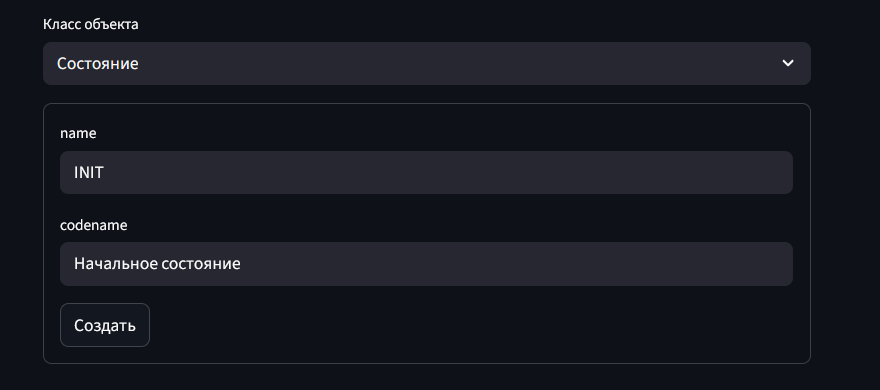 Класс объекта
Состояние
name
INIT
codename
Начальное состояние
Создать